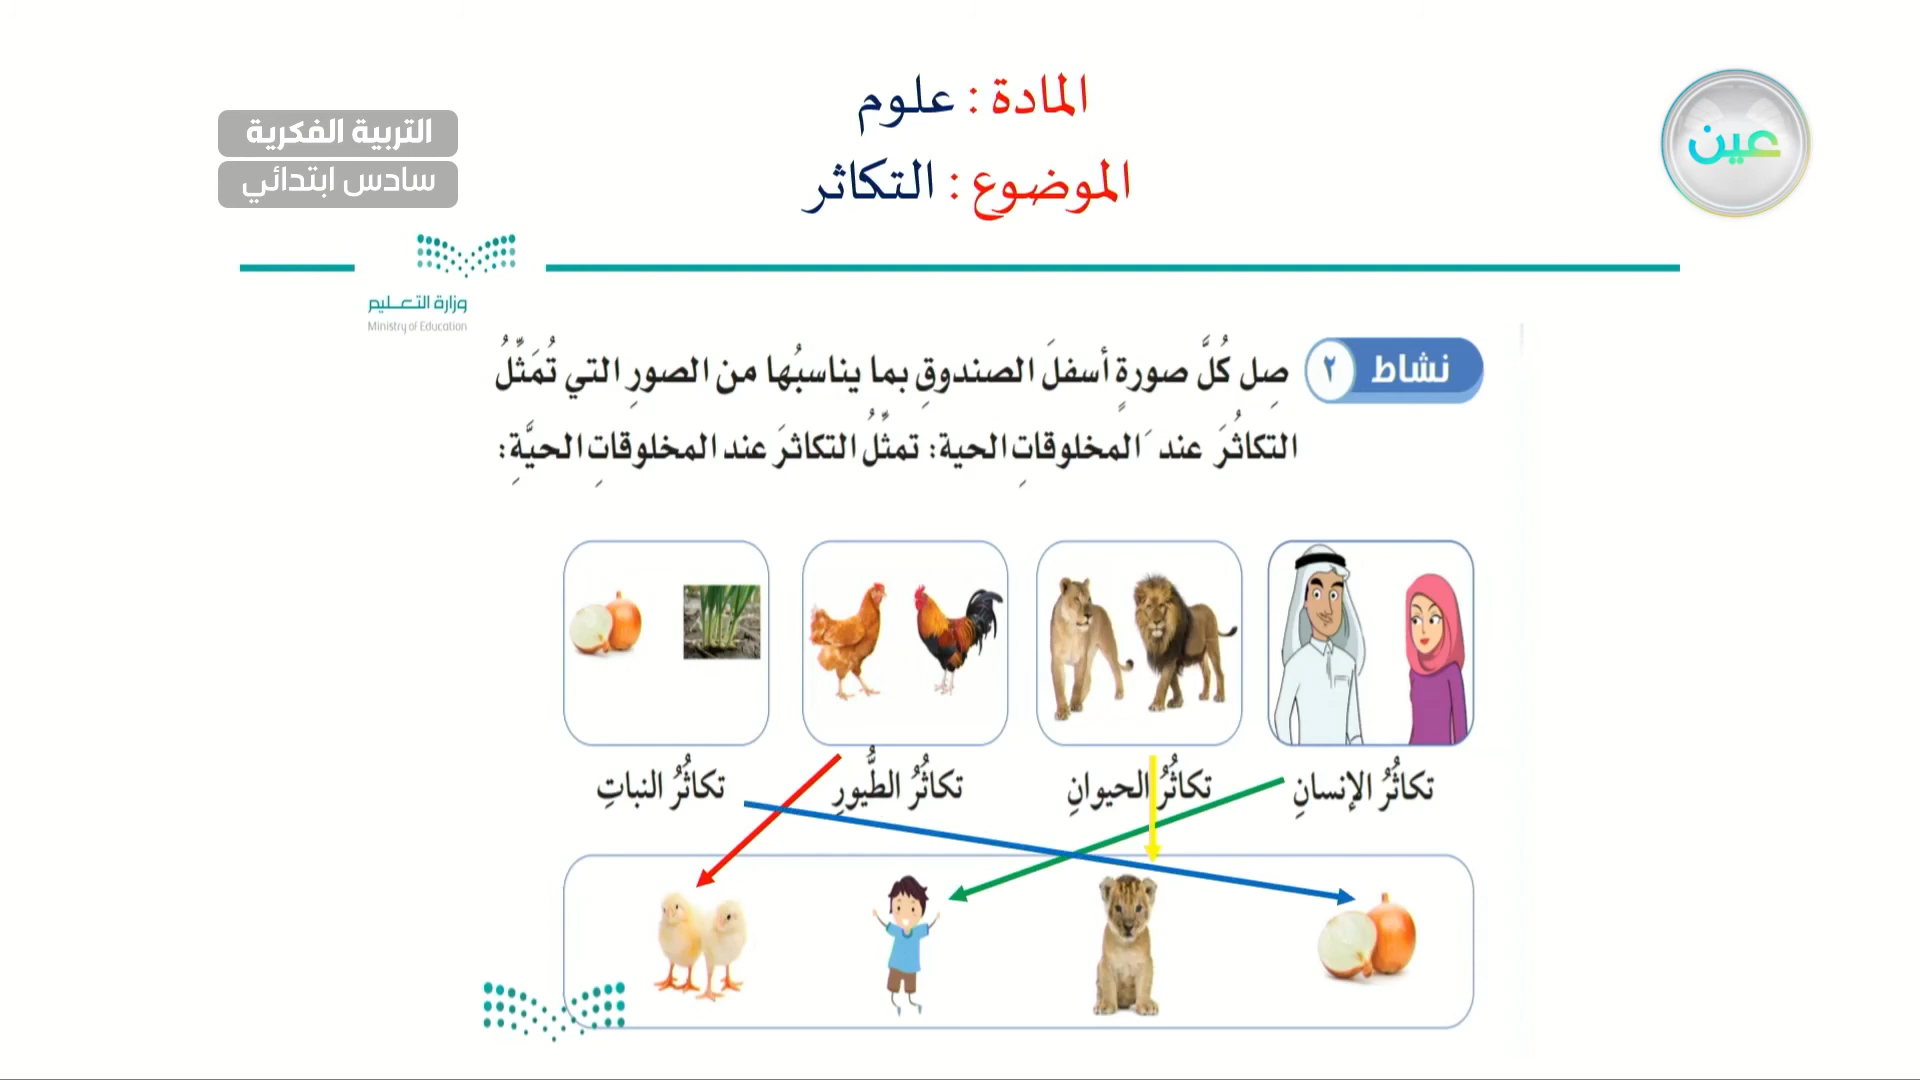 المادة : علوم
الموضوع : التكاثر
عين
التربية الفكرية
سادس ابتدائي
وزارة التعليم
Ministry of Education
نشاط ٢
صِل كُلَّ صورةٍ أسفلَ الصندوقِ بما يناسبُها من الصورِ التي تُمَثِّلُ
التكاثُرَ عند َ المخلوقاتِ الحية: تمثِّلُ التكاثرَ عند المخلوقاتِ الحيَّةِ:
تكاثُرُ الإنسانِ
تكاثُرُ الحيوانِ
تكاثُرُ الطُّيورِ
تكاثُرُ النباتِ